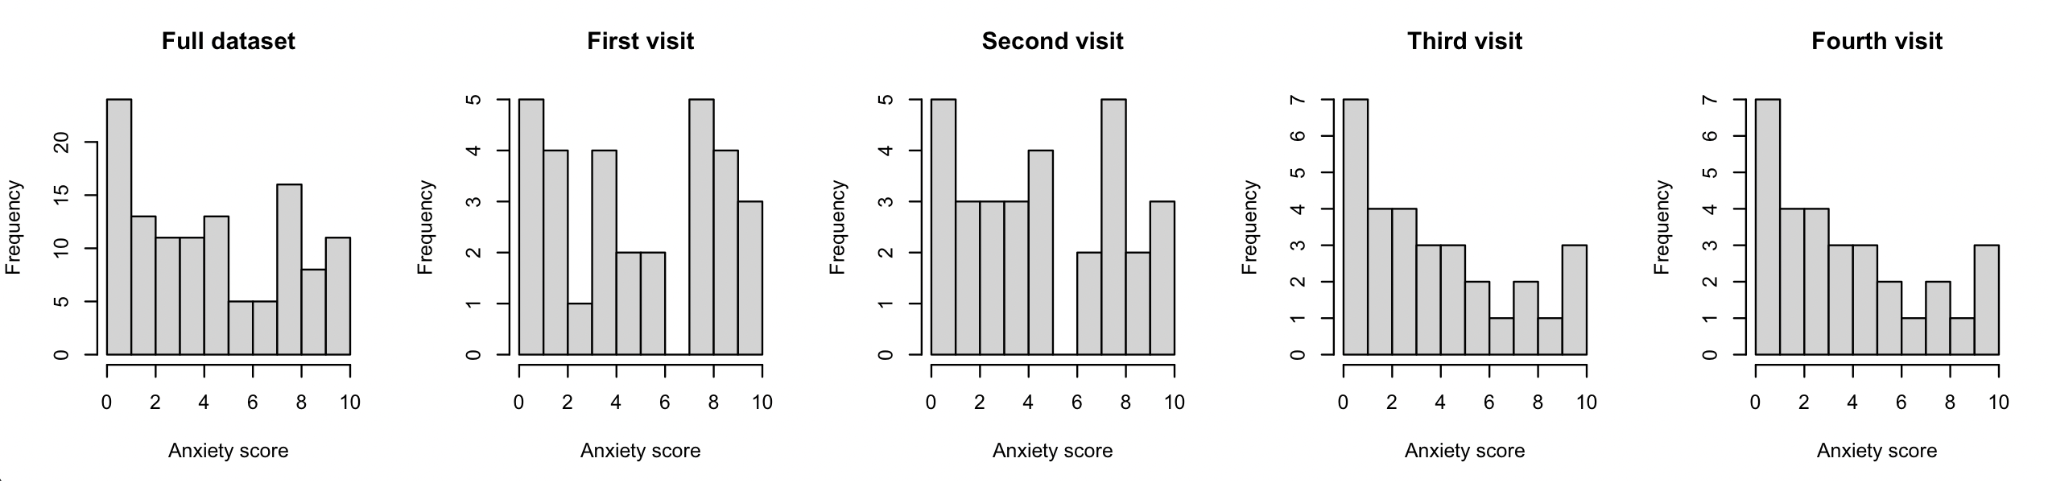 Full dataset
Frequency
0 5 10 15 20
0 2 4 6 8 10
Anxiety score
First visit
Frequency
0 1 2 3 4 5
0 2 4 6 8 10
Anxiety score
Second visit
Frequency
0 1 2 3 4 5
0 2 4 6 8 10
Anxiety score
Third visit
Frequency
0 1 2 3 4 5 6 7
0 2 4 6 8 10
Anxiety score
Fourth visit
Frequency
0 1 2 3 4 5 6 7
0 2 4 6 8 10
Anxiety score